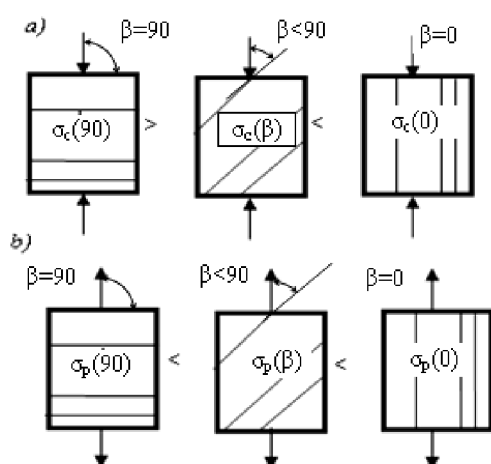 a)
β=90
β<90
β=0
σc(90) > σc(β) < σc(0)
b)
β=90
β<90
β=0
σp(90) < σp(β) < σp(0)